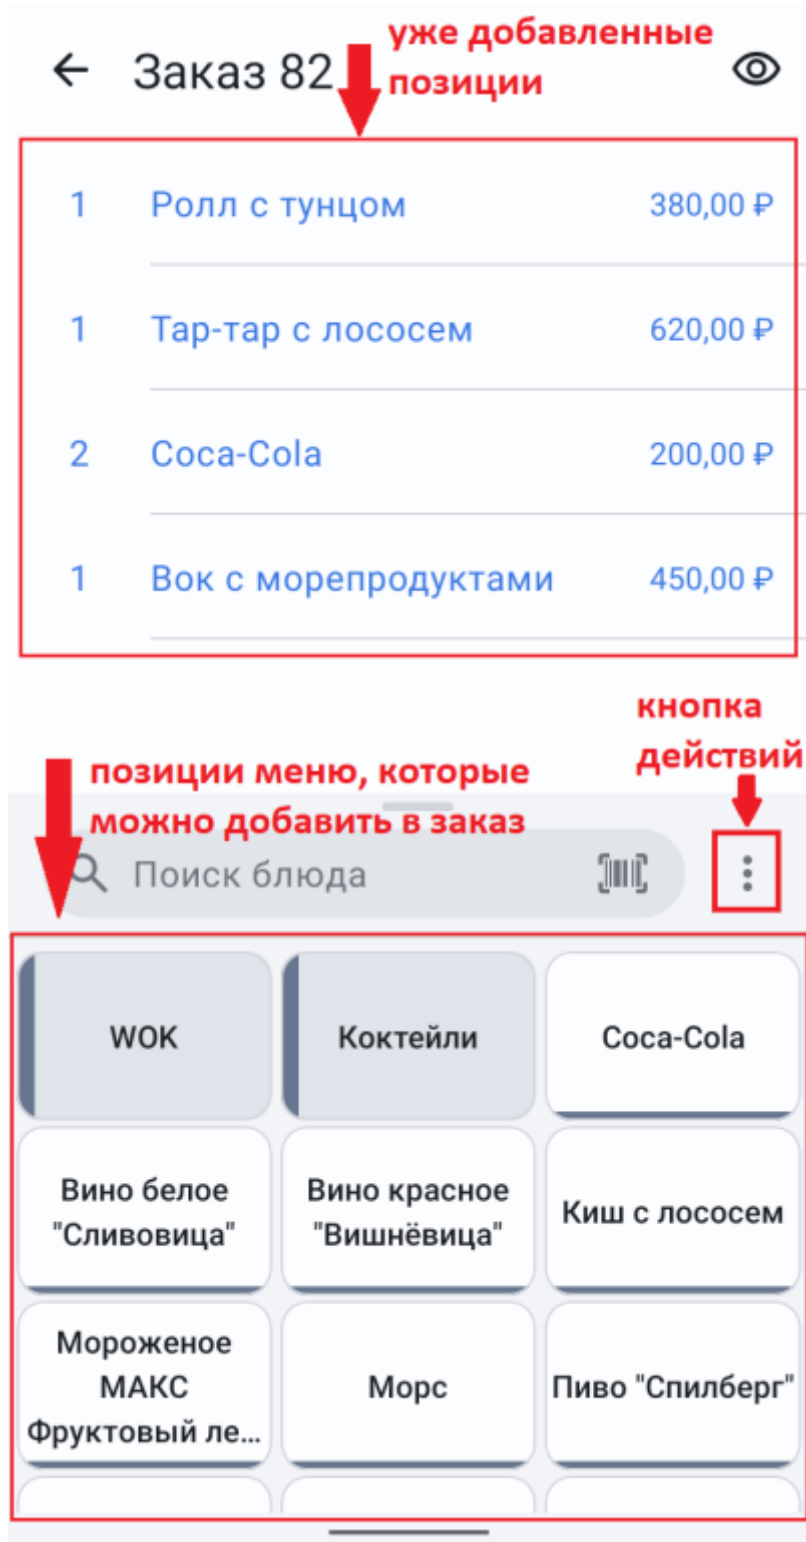 уже добавленные
позиции
Заказ 82
1 Ролл с тунцом 380,00 ₽
1 Тар-тар с лососем 620,00 ₽
2 Coca-Cola 200,00 ₽
1 Вок с морепродуктами 450,00 ₽
кнопка
действий
позиции меню, которые
можно добавить в заказ
Поиск блюда
WOK
Коктейли
Coca-Cola
Вино белое
"Сливовица"
Вино красное
"Вишнёвица"
Киш с лососем
Мороженое
МАКС
Фруктовый ле...
Морс
Пиво "Спилберг"